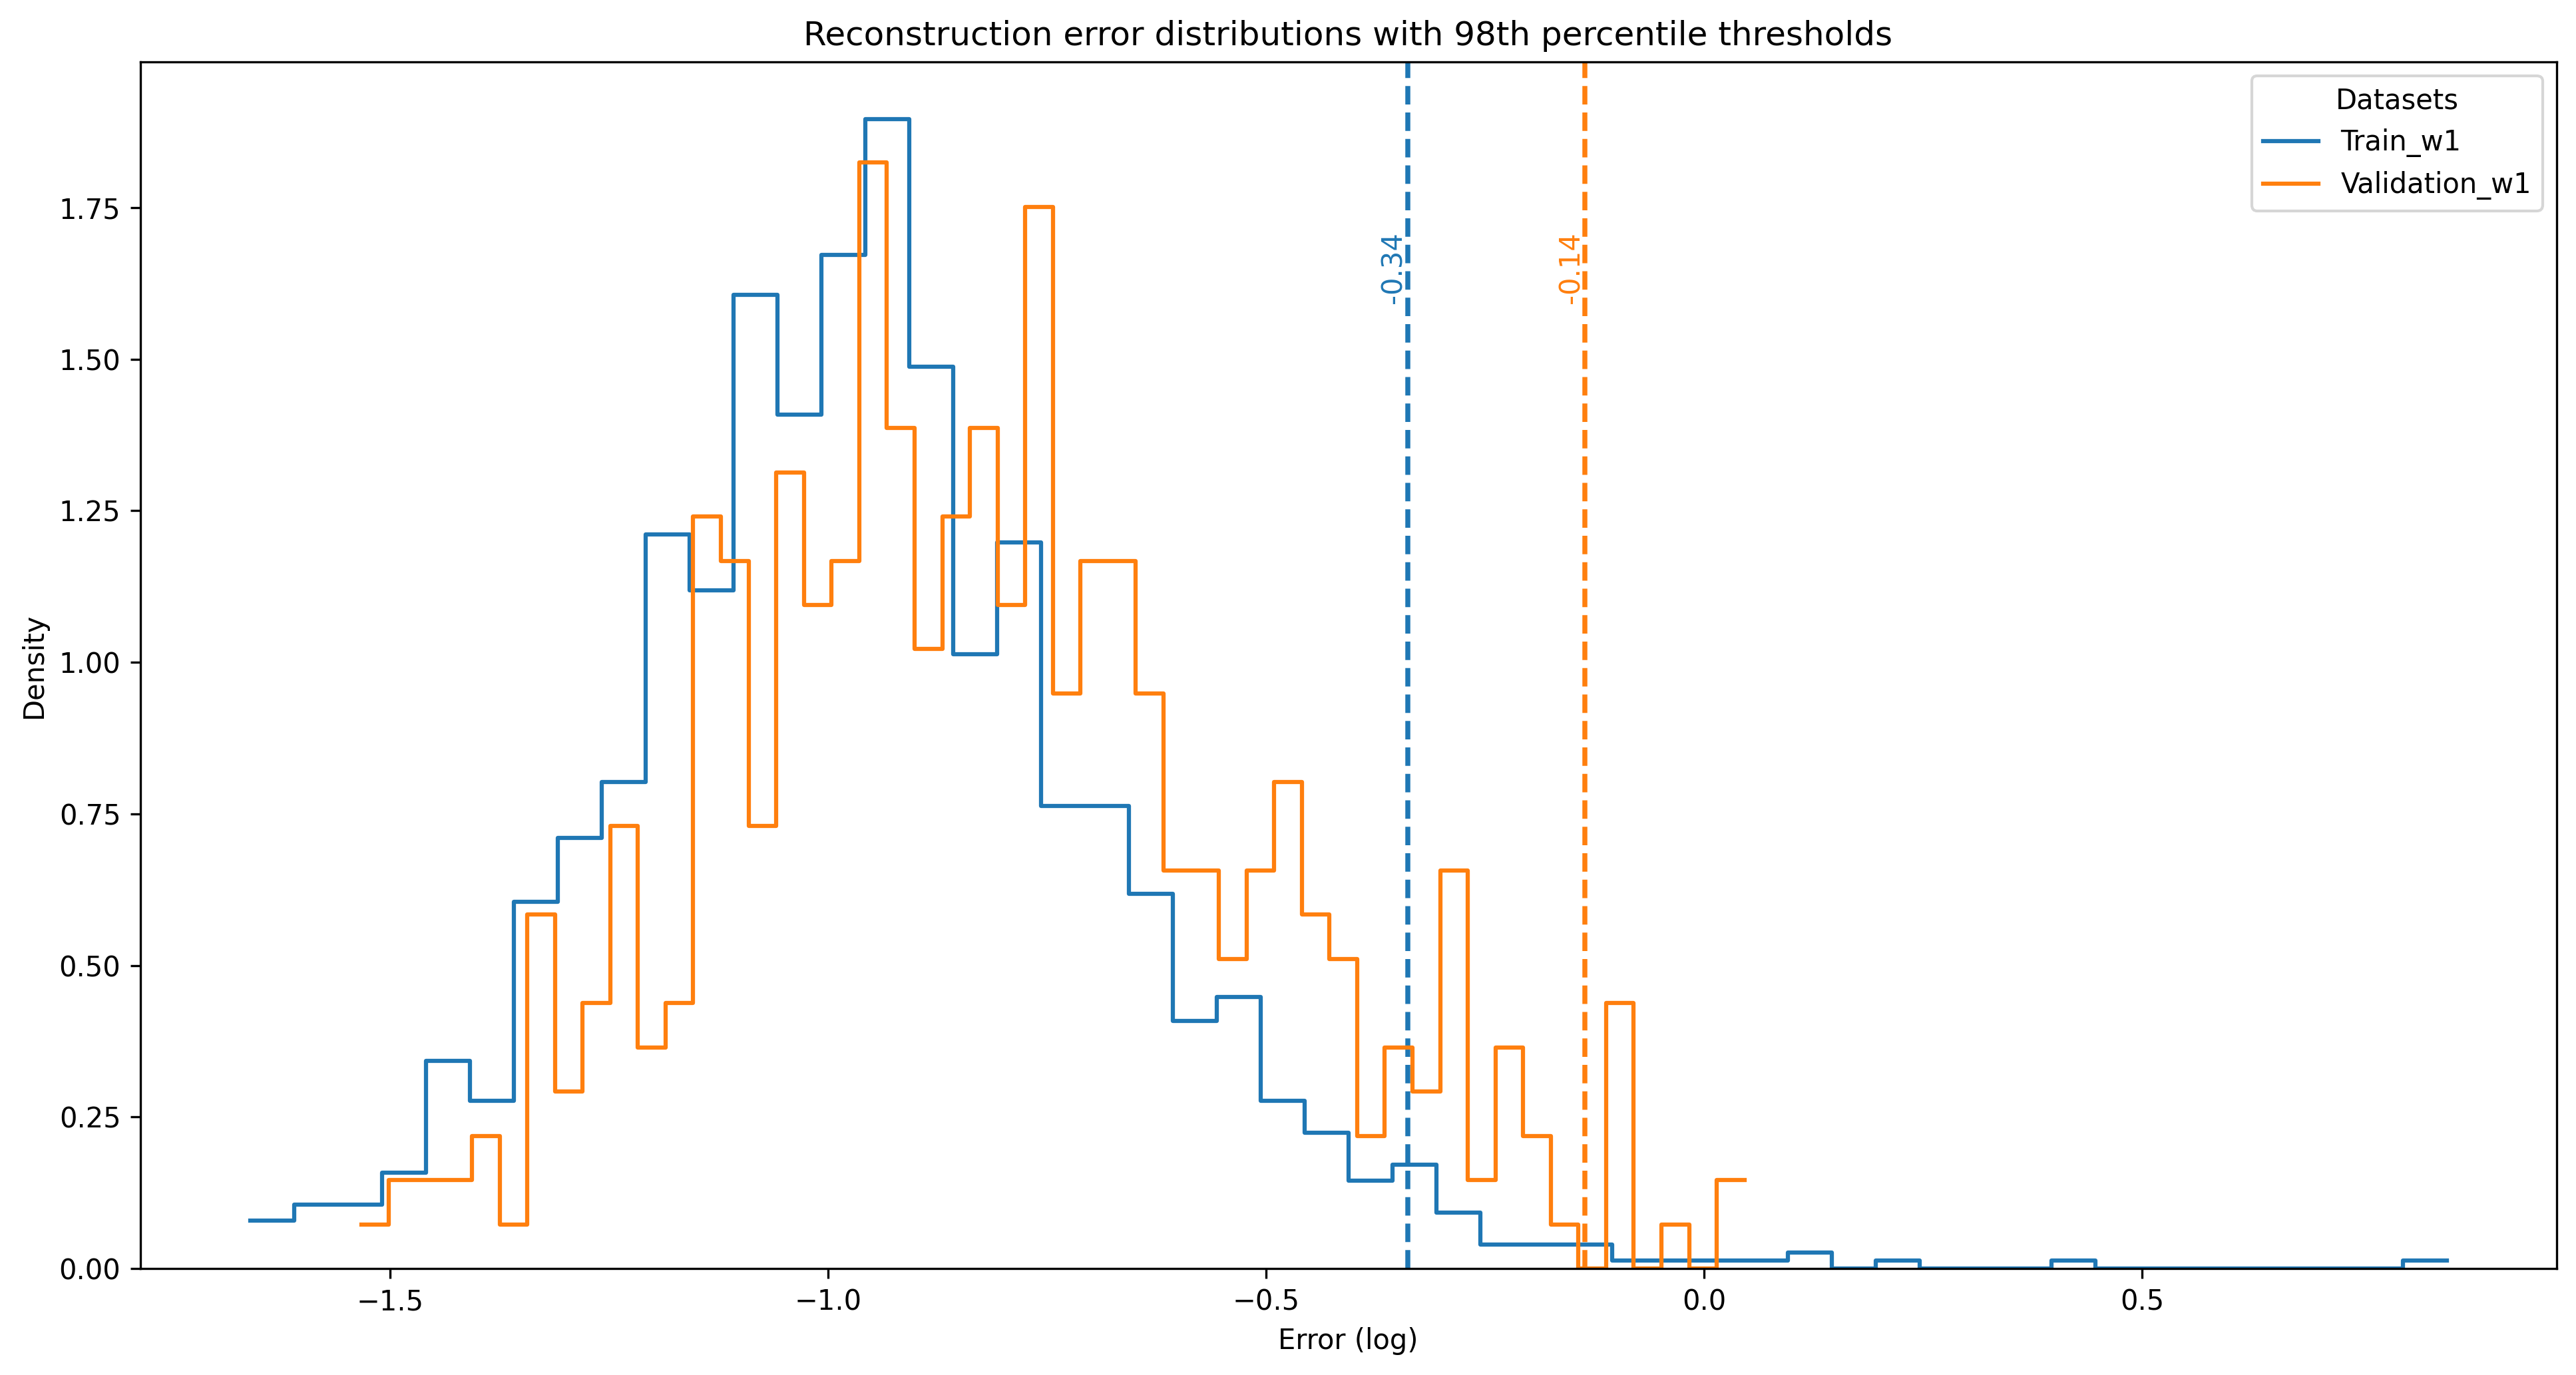 Reconstruction error distributions with 98th percentile thresholds
Datasets
Train_w1
Validation_w1
-0.34
-0.14
1.75
1.50
1.25
1.00
0.75
0.50
0.25
0.00
Density
−1.5
−1.0
−0.5
0.0
0.5
Error (log)